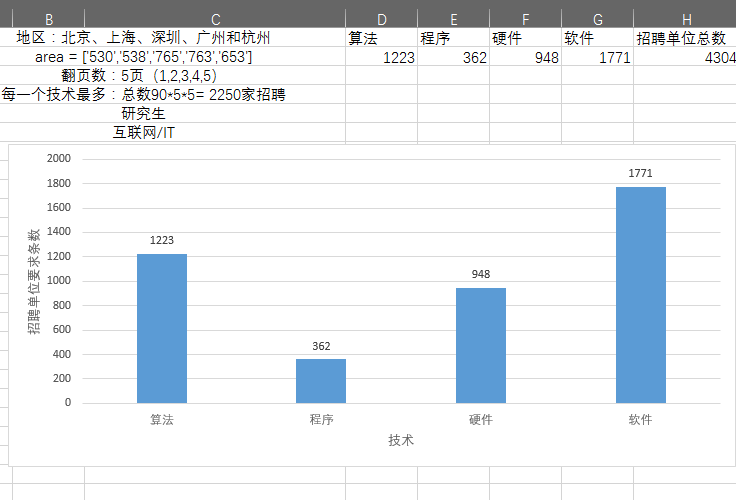 B C D E F G H
地区：北京、上海、深圳、广州和杭州 算法 程序 硬件 软件 招聘单位总数
area = ['530','538','765','763','653'] 1223 362 948 1771 4304
翻页数：5页（1,2,3,4,5）
每一个技术最多：总数90*5*5= 2250家招聘
研究生
互联网/IT
2000
1800
1600
1400
1200
1000
800
600
400
200
0
招聘单位要求条数
1223
362
948
1771
算法 程序 硬件 软件
技术